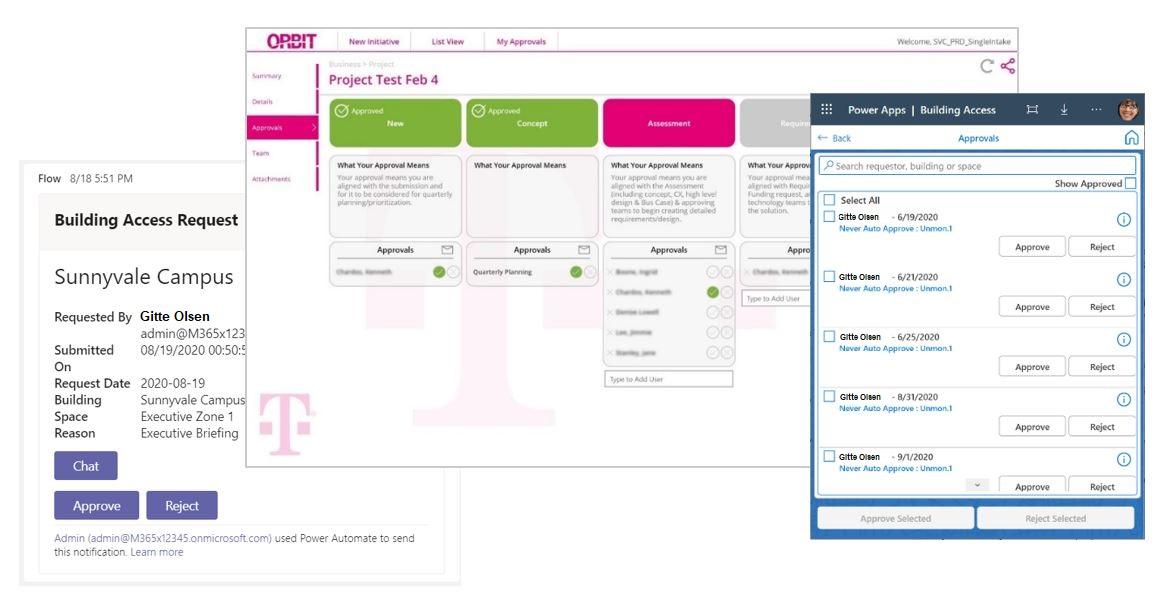 Flow 8/18 5:51 PM
Building Access Request
Sunnyvale Campus
Requested By Gitte Olsen
admin@M365x123
Submitted On 08/19/2020 00:50:5
Request Date 2020-08-19
Building Sunnyvale Campus
Space Executive Zone 1
Reason Executive Briefing
Chat
Approve Reject
Admin (admin@M365x12345.onmicrosoft.com) used Power Automate to send
this notification. Learn more
ORBIT New Initiative List View My Approvals Welcome, SVC_PRD_SingleIntake
Business > Project
Project Test Feb 4
Summary
Details
Approvals
Team
Attachments
Approved
New
What Your Approval Means
Your approval means you are
aligned with the submission and
for it to be considered for quarterly
planning/prioritization.
Approvals
Chardos, Kenneth
Approved
Concept
What Your Approval Means
Approvals
Quarterly Planning
Assessment
What Your Approval Means
Your approval means you are
aligned with the Assessment
(including concept, CX, high level
design & Bus Case) & approving
teams to begin creating detailed
requirements/design.
Approvals
Boone, Ingrid
Chardos, Kenneth
Denise Lowell
Lee, Jimmie
Stanley, Jane
Type to Add User
Require
What Your Approva
Your approval mea
aligned with Requi
Funding request, a
technology teams t
the solution.
Appro
Chardos, Kenneth
Type to Add User
T
Power Apps | Building Access
Back Approvals
Search requestor, building or space
Show Approved
Select All
Gitte Olsen - 6/19/2020
Never Auto Approve : Unmon.1
Approve Reject
Gitte Olsen - 6/21/2020
Never Auto Approve : Unmon.1
Approve Reject
Gitte Olsen - 6/25/2020
Never Auto Approve : Unmon.1
Approve Reject
Gitte Olsen - 8/31/2020
Never Auto Approve : Unmon.1
Approve Reject
Gitte Olsen - 9/1/2020
Never Auto Approve : Unmon.1
Approve Reject
Approve Selected Reject Selected